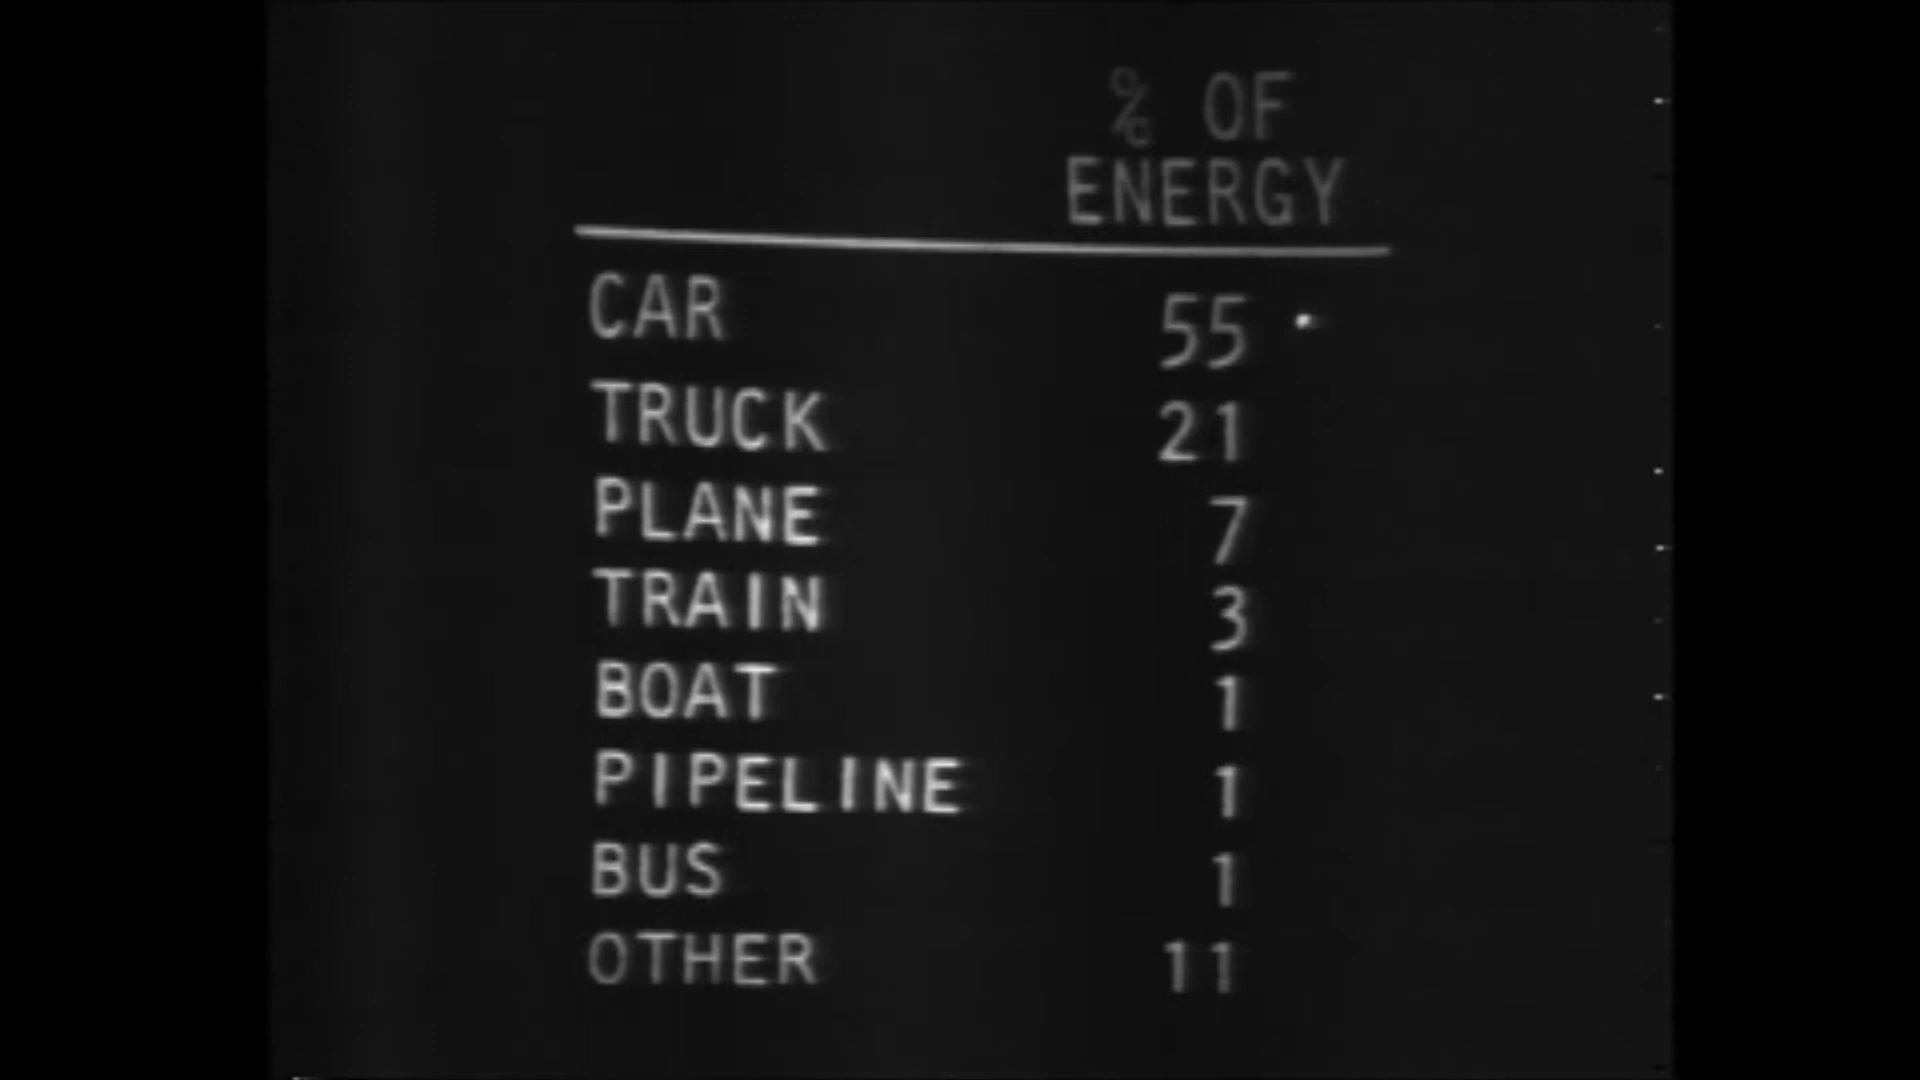 % OF
ENERGY
CAR 55
TRUCK 21
PLANE 7
TRAIN 3
BOAT 1
PIPELINE 1
BUS 1
OTHER 11